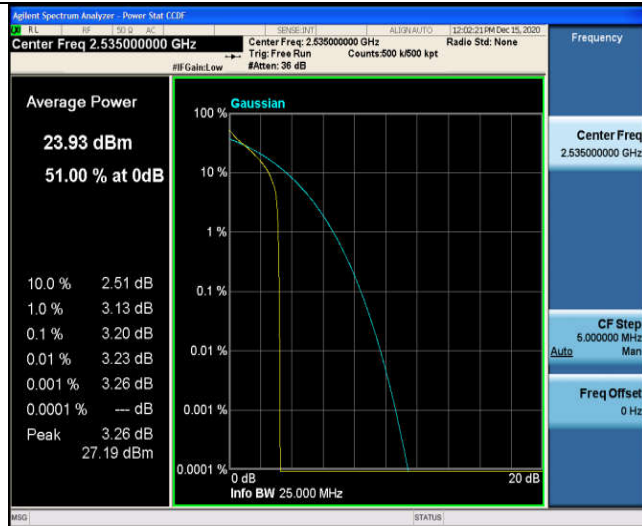 Agilent Spectrum Analyzer - Power Stat CCDF
RL RF 50 Ω AC SENSE:INT ALIGN AUTO 12:02:21 PM Dec 15, 2020
Center Freq 2.535000000 GHz
Center Freq: 2.535000000 GHz Radio Std: None
Trig: Free Run Counts:500 k/500 kpt
#IFGain:Low #Atten: 36 dB
Frequency
Average Power
23.93 dBm
51.00 % at 0dB
10.0 % 2.51 dB
1.0 % 3.13 dB
0.1 % 3.20 dB
0.01 % 3.23 dB
0.001 % 3.26 dB
0.0001 % --- dB
Peak 3.26 dB
27.19 dBm
Gaussian
100 %
10 %
1 %
0.1 %
0.01 %
0.001 %
0.0001 %
0 dB 20 dB
Info BW 25.000 MHz
Center Freq
2.535000000 GHz
CF Step
5.000000 MHz
Auto Man
Freq Offset
0 Hz
MSG STATUS